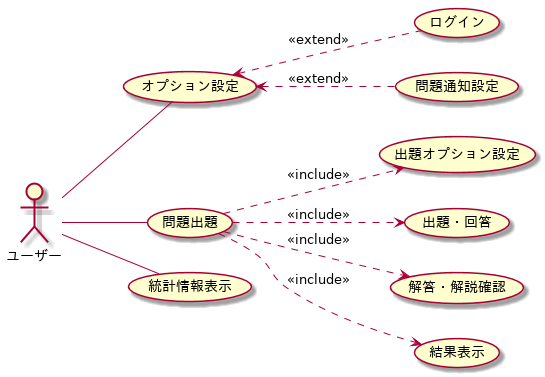 ログイン
«extend»
オプション設定
«extend»
問題通知設定
出題オプション設定
«include»
問題出題
«include»
出題・回答
«include»
ユーザー
統計情報表示
«include»
解答・解説確認
結果表示